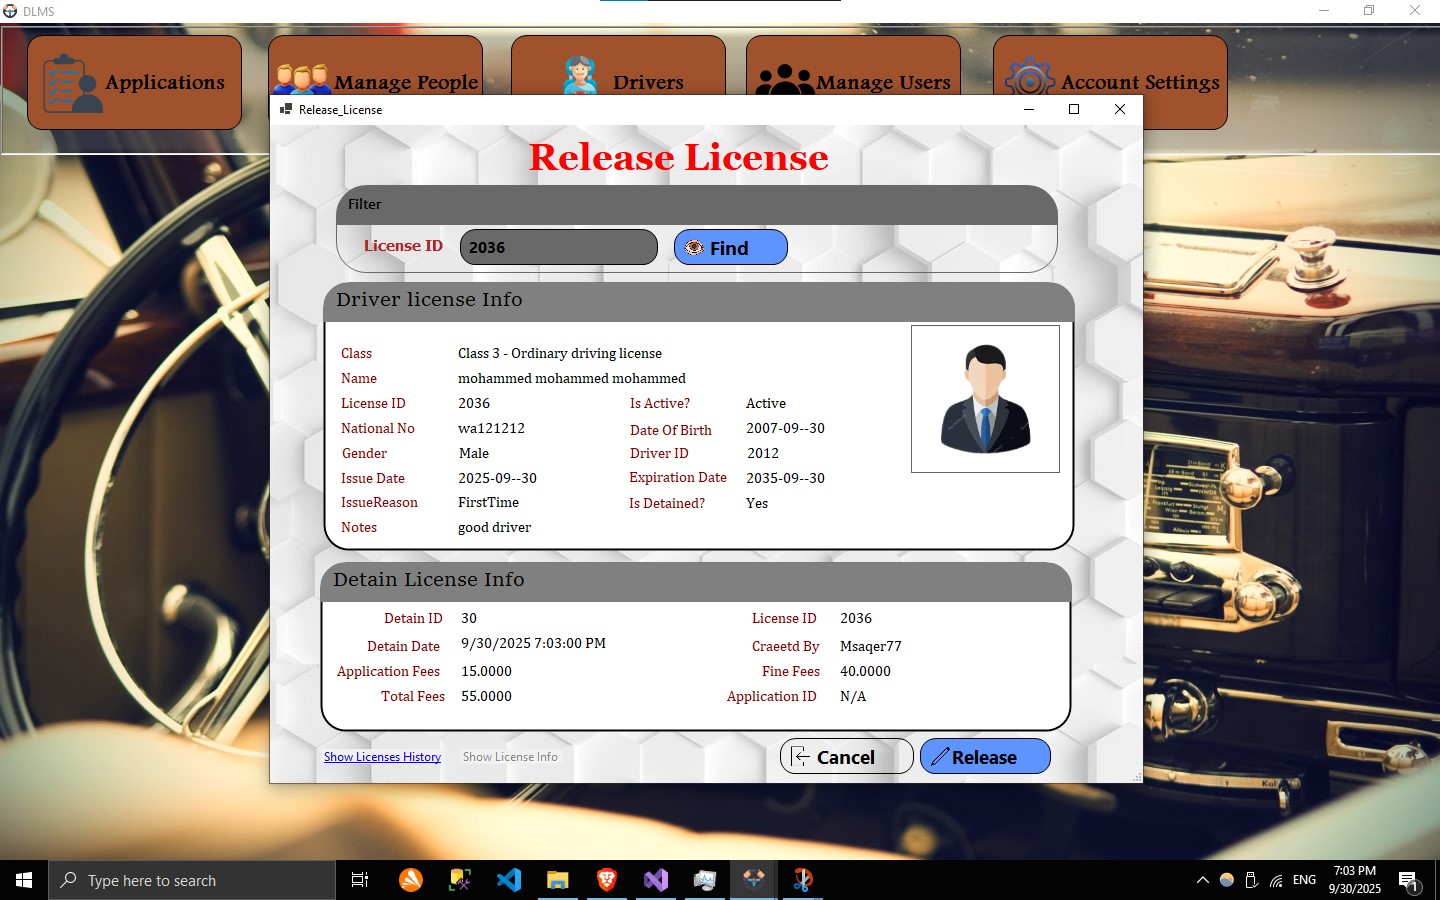 DLMS
Applications
Manage People
Drivers
Manage Users
Account Settings
Release_License
Release License
Filter
License ID 2036 Find
Driver license Info
Class Class 3 - Ordinary driving license
Name mohammed mohammed mohammed
License ID 2036 Is Active? Active
National No wa121212 Date Of Birth 2007-09--30
Gender Male Driver ID 2012
Issue Date 2025-09--30 Expiration Date 2035-09--30
IssueReason FirstTime Is Detained? Yes
Notes good driver
Detain License Info
Detain ID 30 License ID 2036
Detain Date 9/30/2025 7:03:00 PM Craeetd By Msaqer77
Application Fees 15.0000 Fine Fees 40.0000
Total Fees 55.0000 Application ID N/A
Show Licenses History Show License Info Cancel Release
Type here to search
ENG
7:03 PM
9/30/2025
1